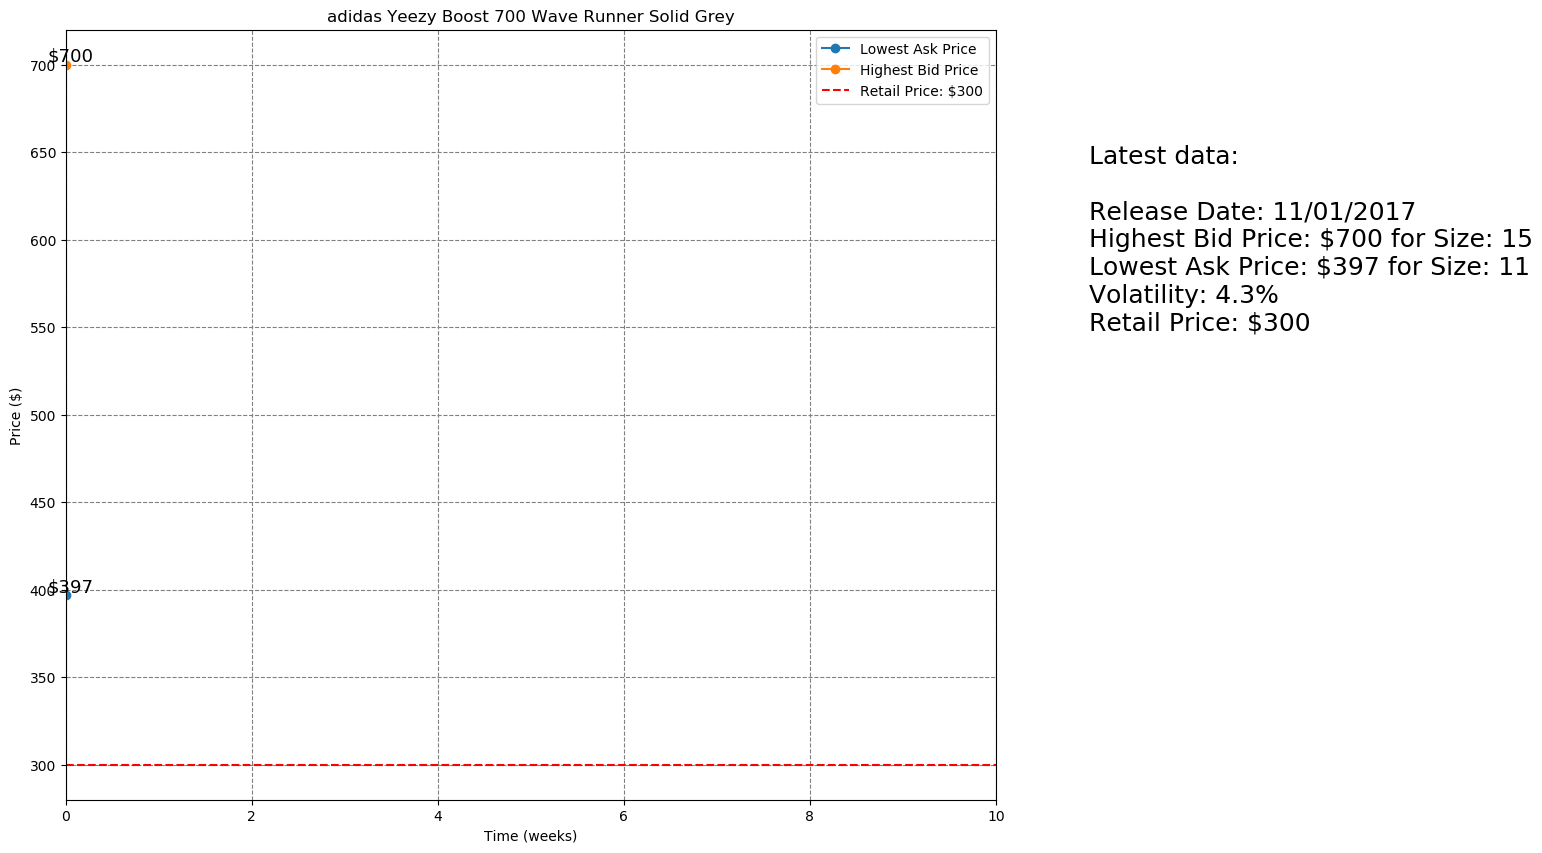 adidas Yeezy Boost 700 Wave Runner Solid Grey
$700
700
650
600
550
500
450
400
$397
350
300
Price ($)
0 2 4 6 8 10
Time (weeks)
Lowest Ask Price
Highest Bid Price
Retail Price: $300
Latest data:
Release Date: 11/01/2017
Highest Bid Price: $700 for Size: 15
Lowest Ask Price: $397 for Size: 11
Volatility: 4.3%
Retail Price: $300